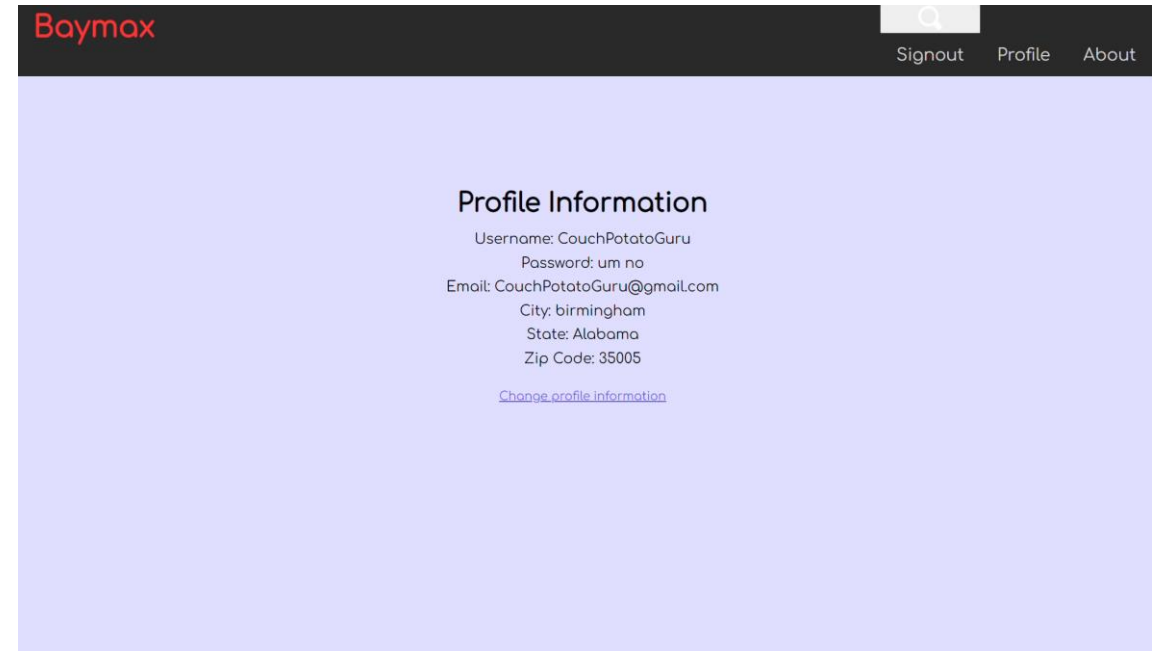 Baymax
Signout Profile About
Profile Information
Username: CouchPotatoGuru
Password: um no
Email: CouchPotatoGuru@gmail.com
City: birmingham
State: Alabama
Zip Code: 35005
Change profile information